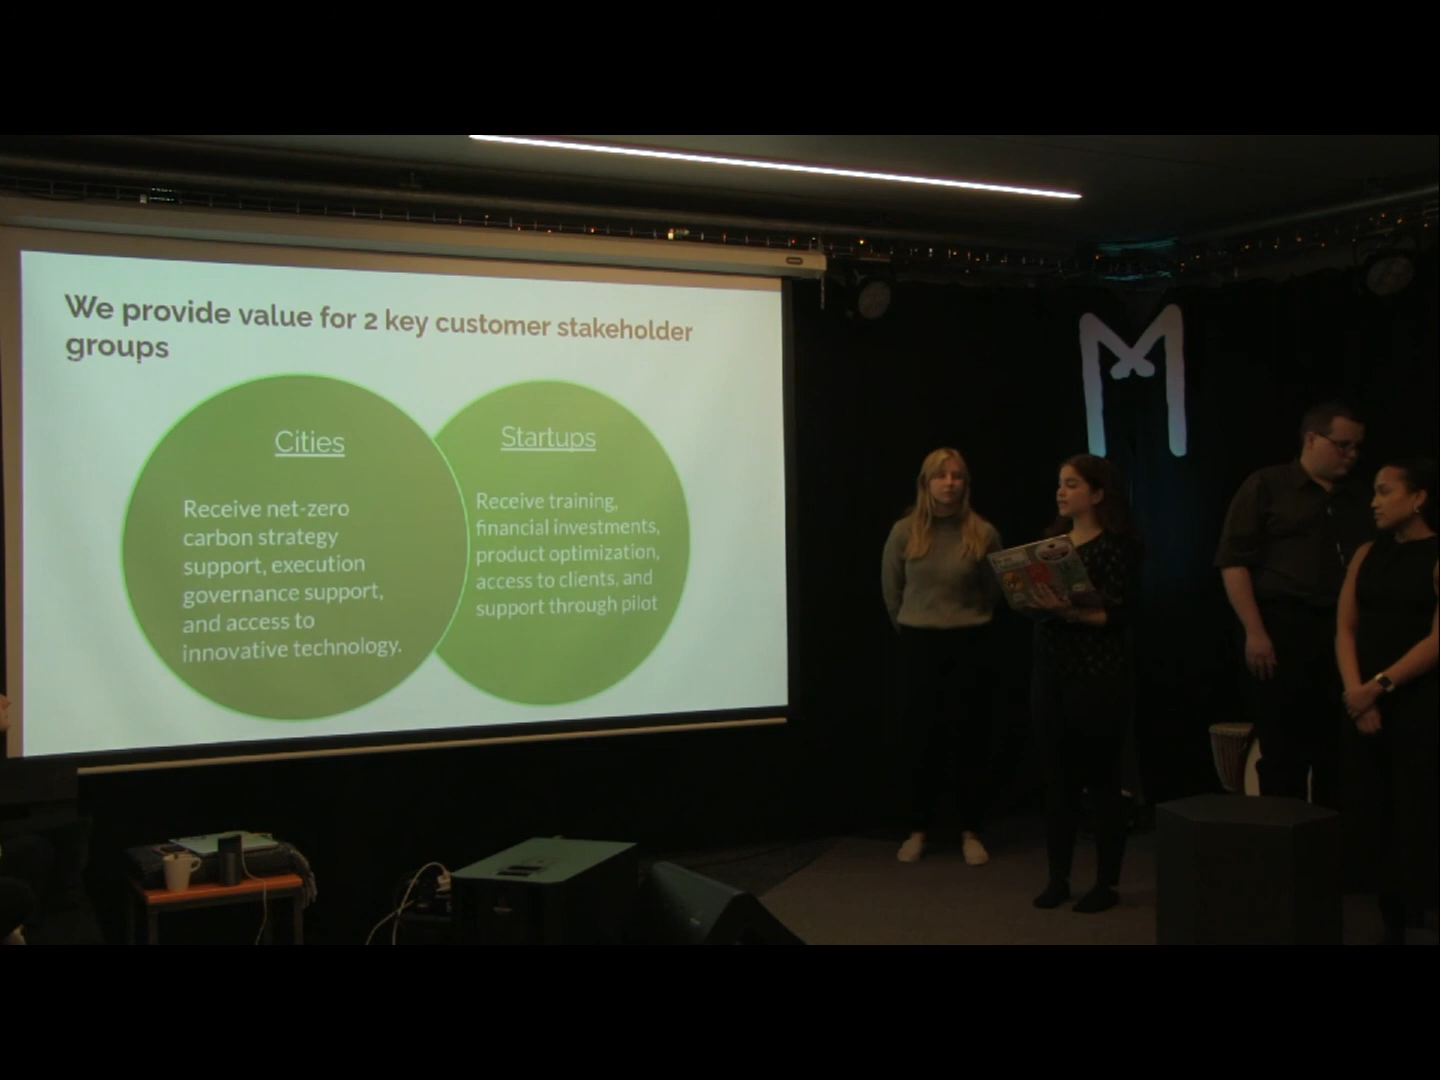 We provide value for 2 key customer stakeholder
groups
Cities
Receive net-zero
carbon strategy
support, execution
governance support,
and access to
innovative technology.
Startups
Receive training,
financial investments,
product optimization,
access to clients, and
support through pilot
M